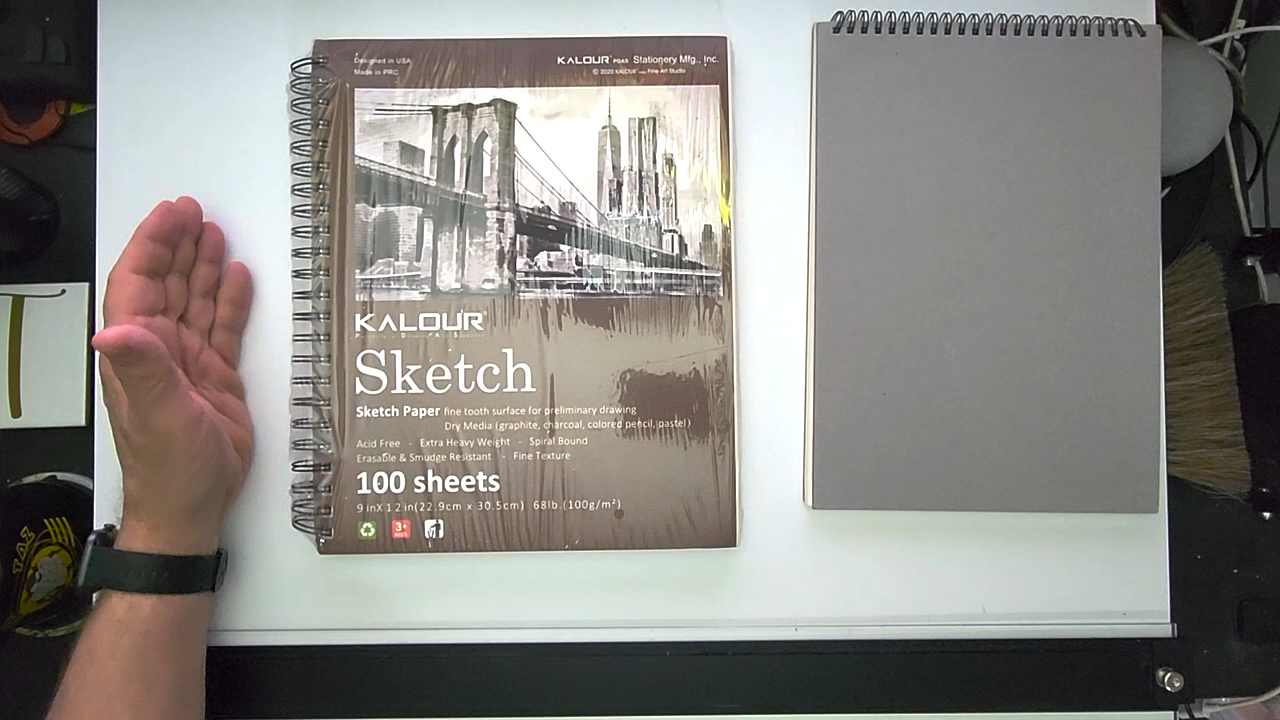 Designed in USA
Made in PRC
KALOUR PDAS Stationery Mfg., Inc.
© 2020 KALOUR Fine Art Studio
KALOUR
Sketch
Sketch Paper fine tooth surface for preliminary drawing
Dry Media (graphite, charcoal, colored pencil, pastel)
Acid Free - Extra Heavy Weight - Spiral Bound
Erasable & Smudge Resistant - Fine Texture
100 sheets
9 inX 12 in(22.9cm x 30.5cm) 68lb.(100g/m²)
3+
AGES
TAZ